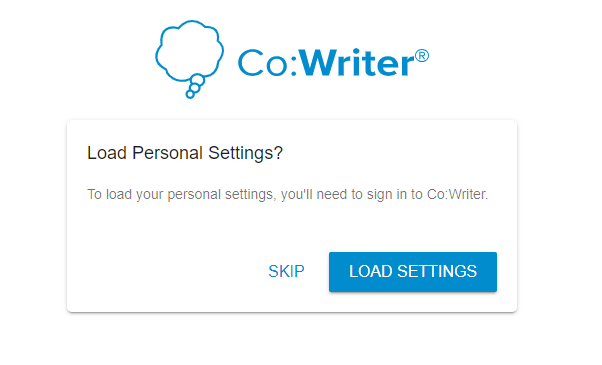 Co:Writer®
Load Personal Settings?
To load your personal settings, you'll need to sign in to Co:Writer.
SKIP LOAD SETTINGS